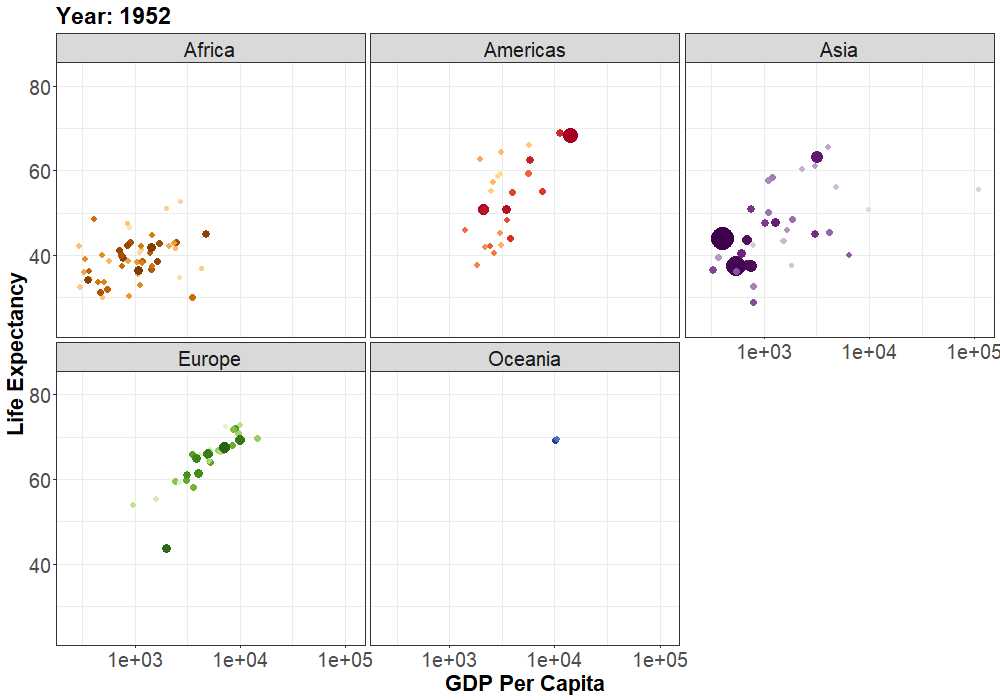 Year: 1952
Africa
Americas
Asia
80
60
40
1e+03
1e+04
1e+05
Europe
Oceania
80
60
40
1e+03
1e+04
1e+05
1e+03
1e+04
1e+05
Life Expectancy
GDP Per Capita